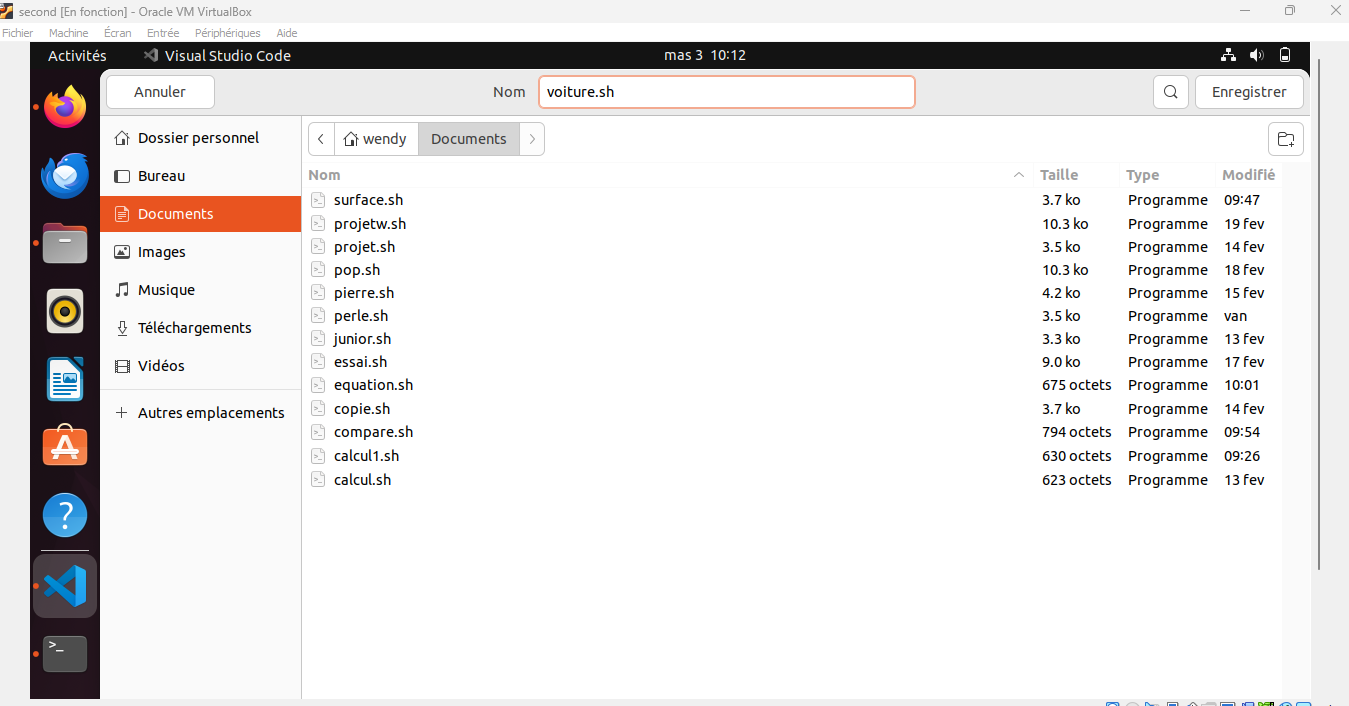 second [En fonction] - Oracle VM VirtualBox
Fichier Machine Écran Entrée Périphériques Aide
Activités Visual Studio Code mas 3 10:12
Annuler Nom voiture.sh Enregistrer
Dossier personnel
Bureau
Documents
Images
Musique
Téléchargements
Vidéos
+ Autres emplacements
wendy Documents
Nom Taille Type Modifié
surface.sh 3.7 ko Programme 09:47
projetw.sh 10.3 ko Programme 19 fev
projet.sh 3.5 ko Programme 14 fev
pop.sh 10.3 ko Programme 18 fev
pierre.sh 4.2 ko Programme 15 fev
perle.sh 3.5 ko Programme van
junior.sh 3.3 ko Programme 13 fev
essai.sh 9.0 ko Programme 17 fev
equation.sh 675 octets Programme 10:01
copie.sh 3.7 ko Programme 14 fev
compare.sh 794 octets Programme 09:54
calcul1.sh 630 octets Programme 09:26
calcul.sh 623 octets Programme 13 fev